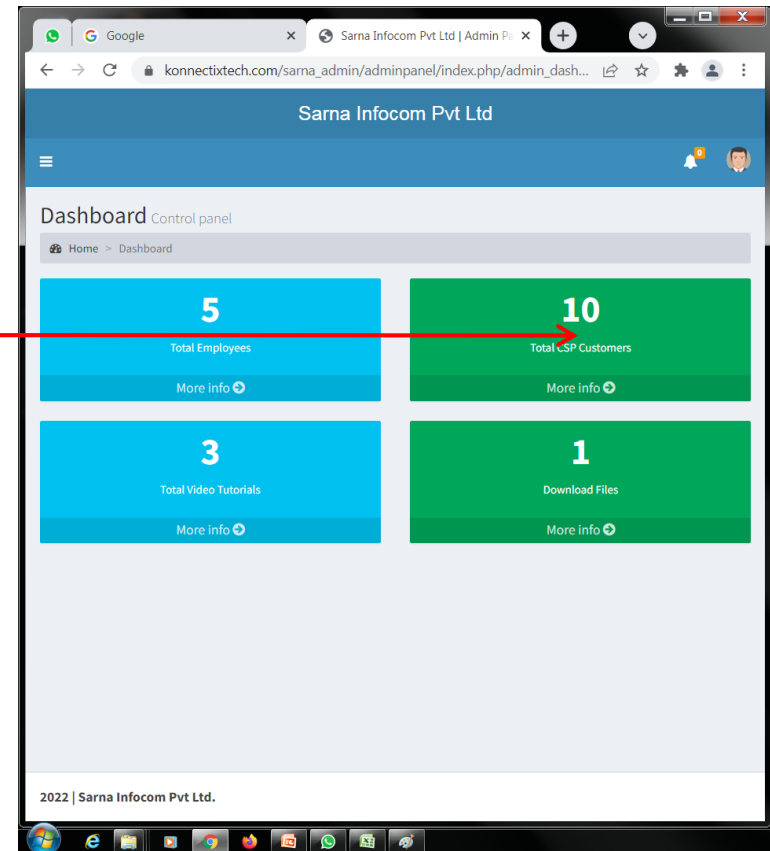 Google
Sarna Infocom Pvt Ltd | Admin Pa
konnectixtech.com/sarna_admin/adminpanel/index.php/admin_dash...
Sarna Infocom Pvt Ltd
0
Dashboard Control panel
Home > Dashboard
5
Total Employees
More info
10
Total CSP Customers
More info
3
Total Video Tutorials
More info
1
Download Files
More info
2022 | Sarna Infocom Pvt Ltd.